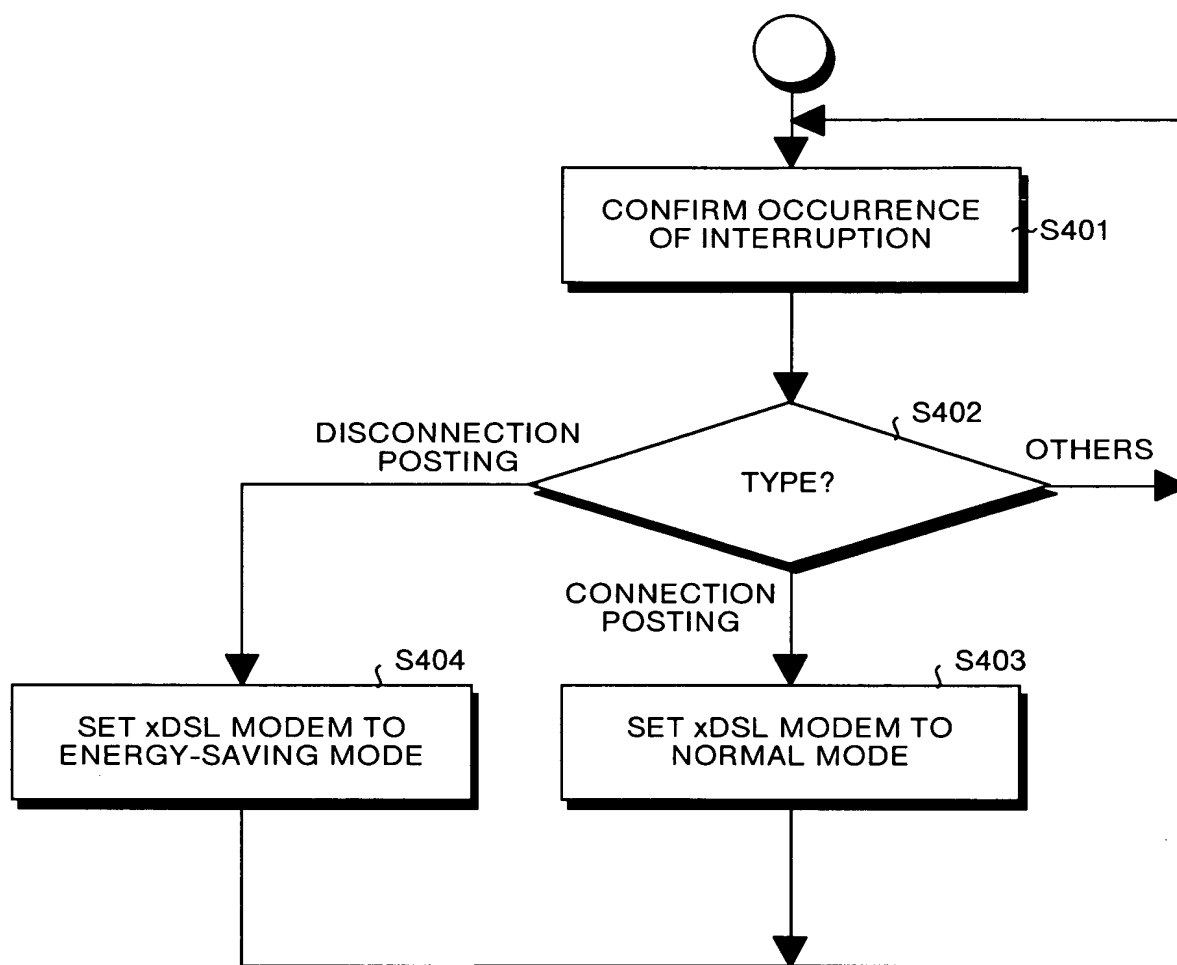 CONFIRM OCCURRENCE
OF INTERRUPTION
S401
S402
DISCONNECTION
POSTING
TYPE?
OTHERS
CONNECTION
POSTING
S404
SET xDSL MODEM TO
ENERGY-SAVING MODE
S403
SET xDSL MODEM TO
NORMAL MODE